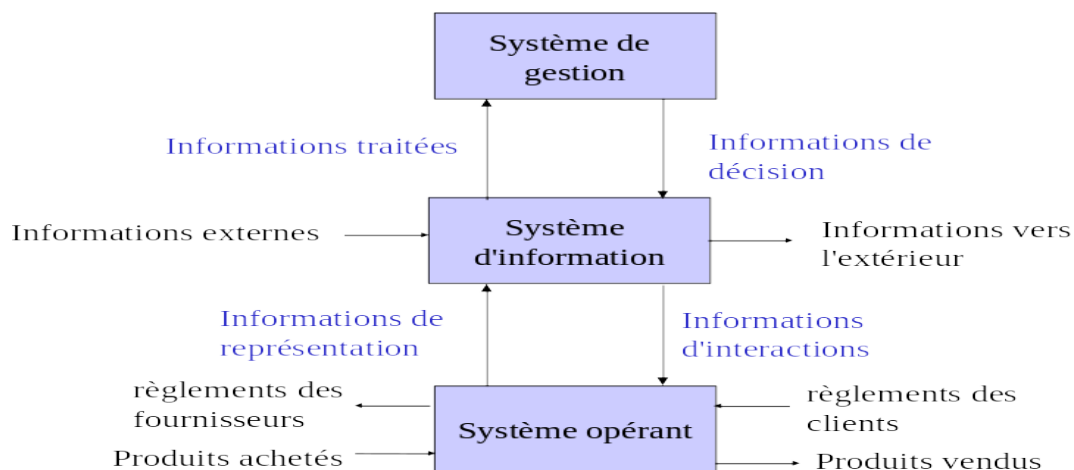 Système de
gestion
Informations traitées
Informations de
décision
Informations externes
Système
d'information
Informations vers
l'extérieur
Informations de
représentation
Informations
d'interactions
règlements des
fournisseurs
Système opérant
règlements des
clients
Produits achetés
Produits vendus